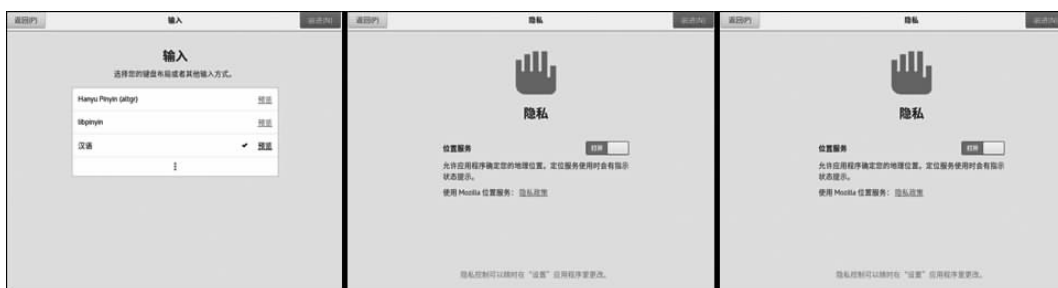 返回(P)
输入
前进(N)
输入
选择您的键盘布局或者其他输入方式。
Hanyu Pinyin (altgr)
预览
libpinyin
预览
汉语
预览
返回(P)
隐私
前进(N)
隐私
位置服务
打开
允许应用程序确定您的地理位置。定位服务使用时会有指示
状态提示。
使用 Mozilla 位置服务: 隐私政策
隐私控制可以随时在“设置”应用程序里更改。
返回(P)
隐私
前进(N)
隐私
位置服务
打开
允许应用程序确定您的地理位置。定位服务使用时会有指示
状态提示。
使用 Mozilla 位置服务: 隐私政策
隐私控制可以随时在“设置”应用程序里更改。